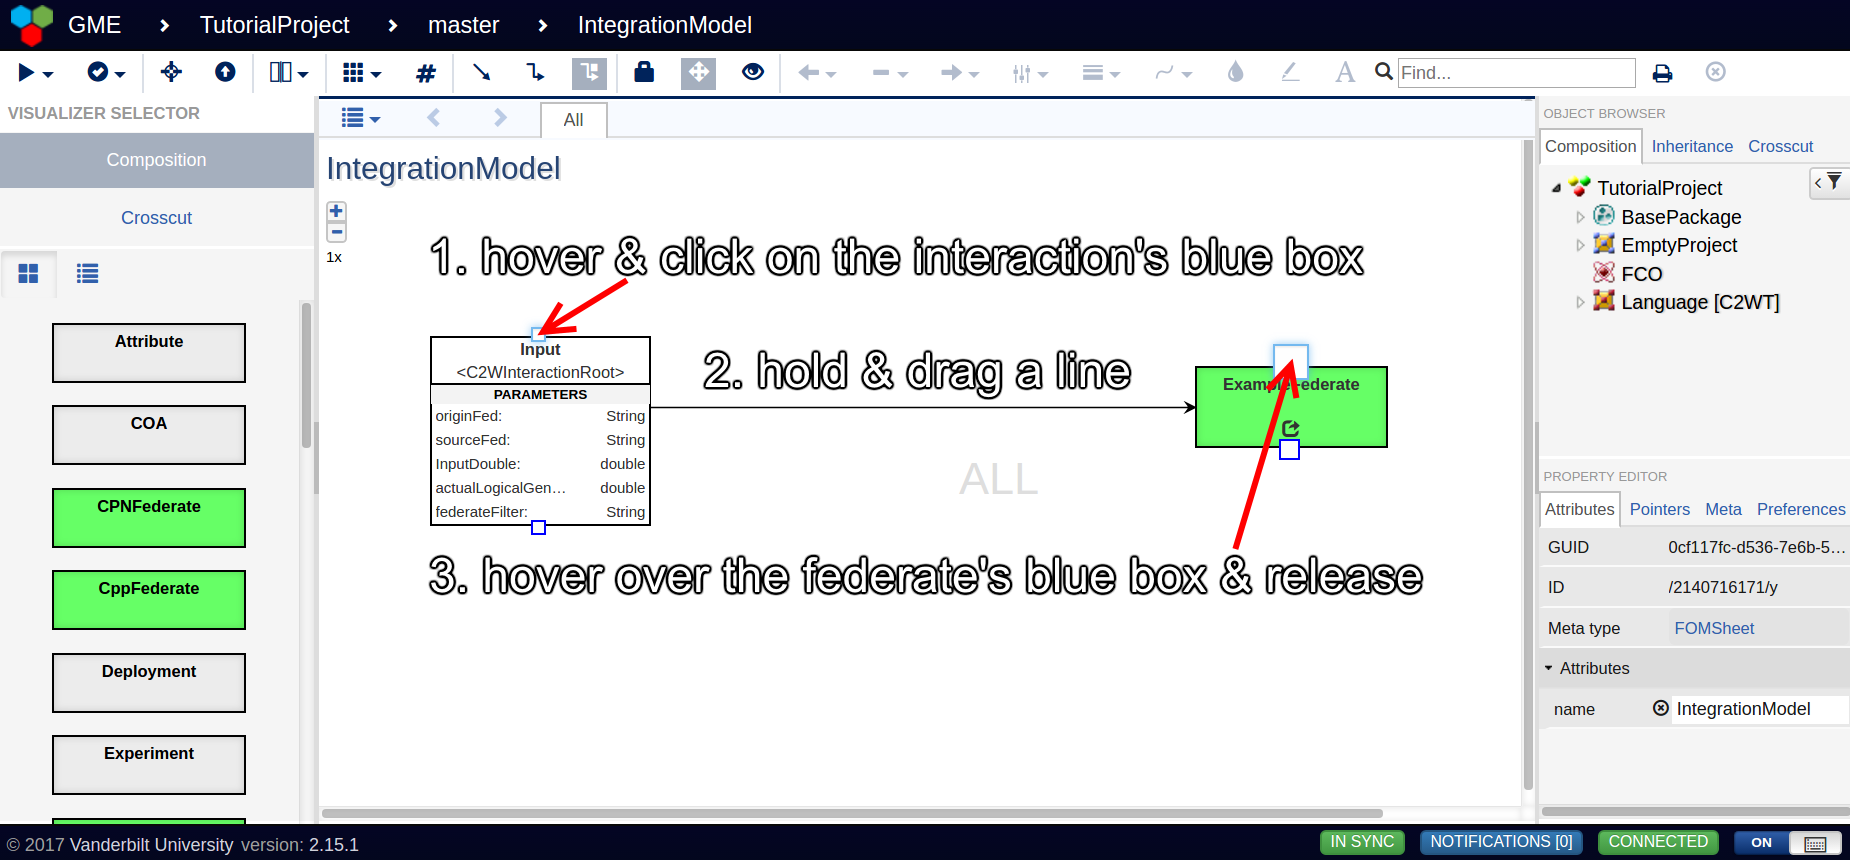 GME TutorialProject master IntegrationModel
Find...
VISUALIZER SELECTOR
Composition
Crosscut
Attribute
COA
CPNFederate
CppFederate
Deployment
Experiment
All
IntegrationModel
1x
1. hover & click on the interaction's blue box
Input
<C2WInteractionRoot>
PARAMETERS
originFed: String
sourceFed: String
InputDouble: double
actualLogicalGen... double
federateFilter: String
2. hold & drag a line
ExampleFederate
ALL
3. hover over the federate's blue box & release
OBJECT BROWSER
Composition Inheritance Crosscut
TutorialProject
BasePackage
EmptyProject
FCO
Language [C2WT]
PROPERTY EDITOR
Attributes Pointers Meta Preferences
GUID 0cf117fc-d536-7e6b-5...
ID /2140716171/y
Meta type FOMSheet
Attributes
name IntegrationModel
© 2017 Vanderbilt University version: 2.15.1
IN SYNC NOTIFICATIONS [0] CONNECTED ON